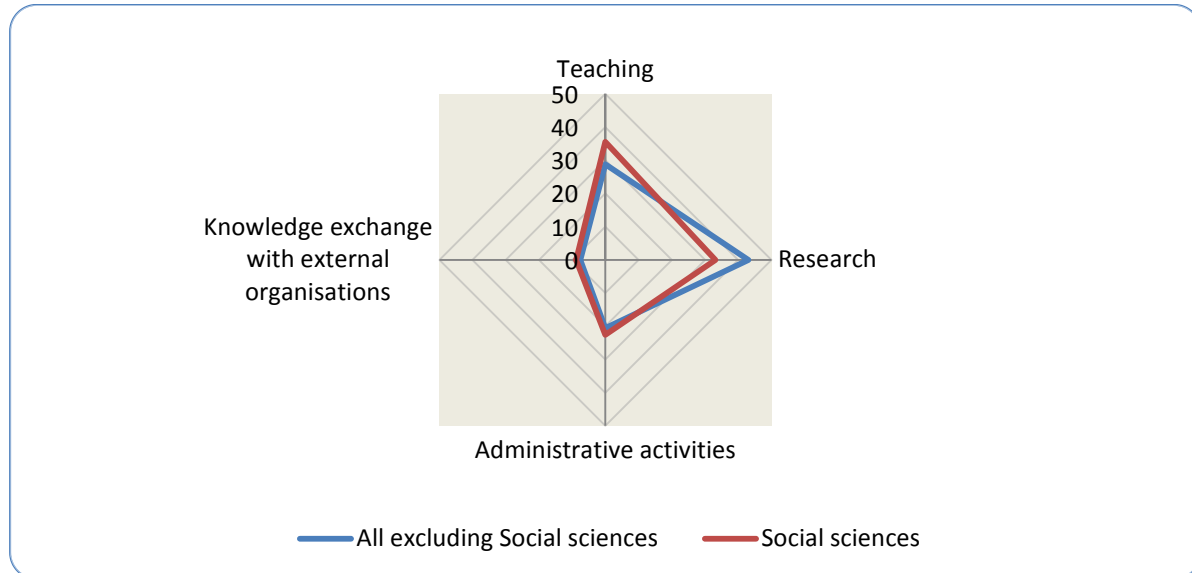 Teaching
50
40
30
20
10
0
Knowledge exchange
with external
organisations
Research
Administrative activities
All excluding Social sciences
Social sciences